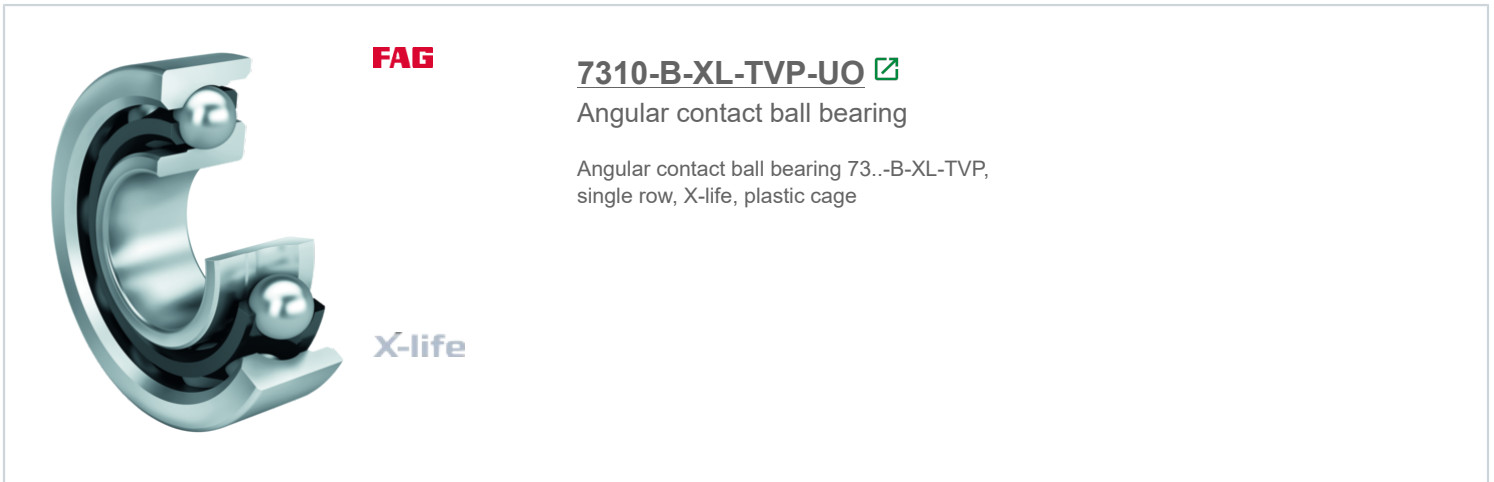 FAG
7310-B-XL-TVP-UO
Angular contact ball bearing
Angular contact ball bearing 73..-B-XL-TVP,
single row, X-life, plastic cage
X-life